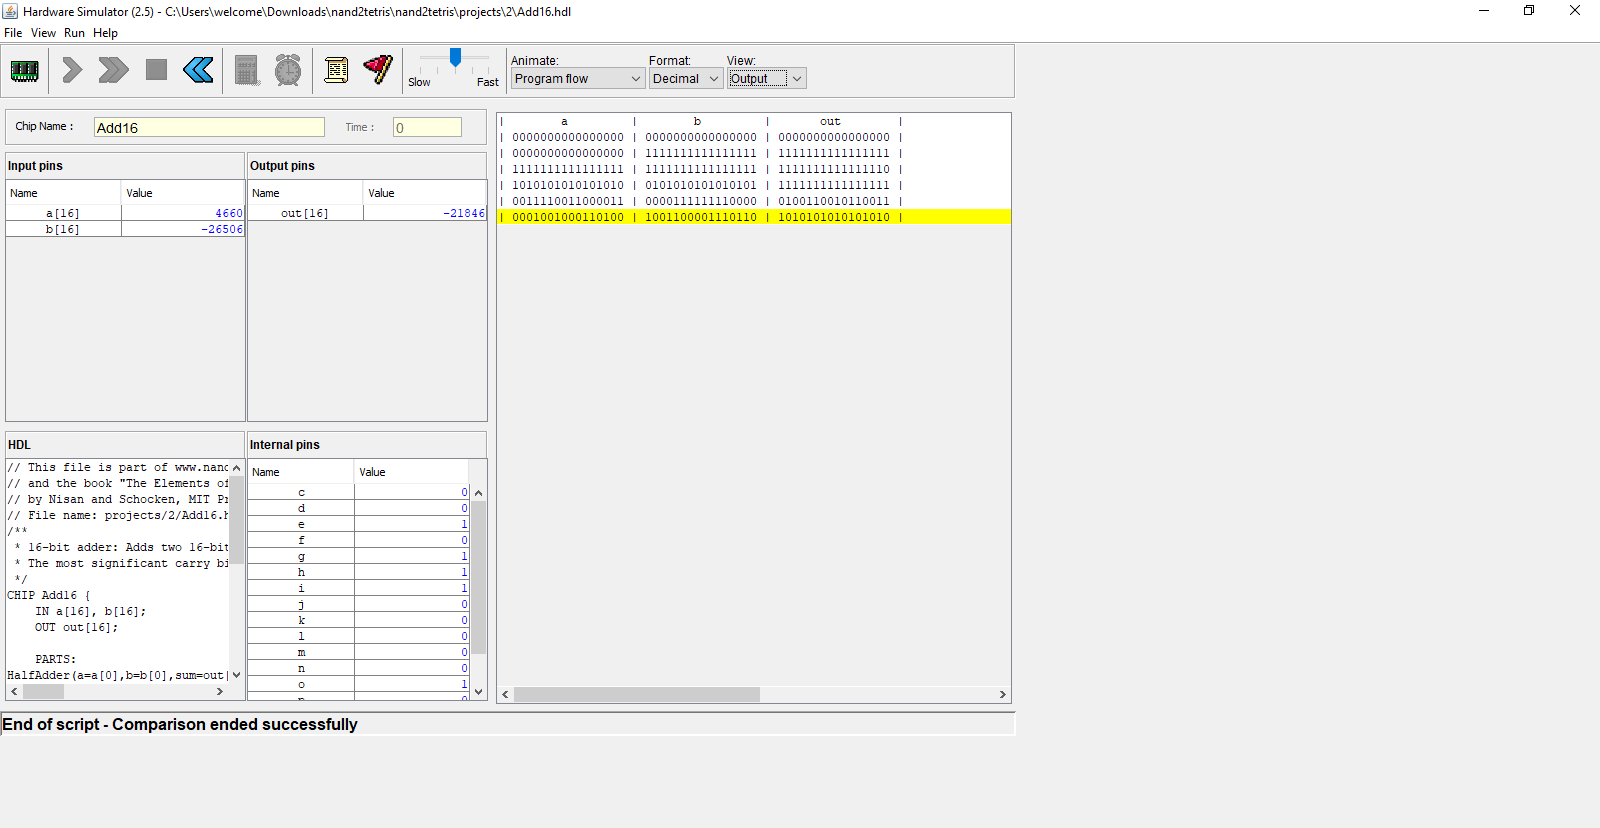 Hardware Simulator (2.5) - C:\Users\welcome\Downloads\nand2tetris\nand2tetris\projects\2\Add16.hdl
File View Run Help
Slow Fast
Animate: Format: View:
Program flow Decimal Output
Chip Name : Add16 Time : 0
Input pins
Name Value
a[16] 4660
b[16] -26506
Output pins
Name Value
out[16] -21846
| a | b | out |
| 0000000000000000 | 0000000000000000 | 0000000000000000 |
| 0000000000000000 | 1111111111111111 | 1111111111111111 |
| 1111111111111111 | 1111111111111111 | 1111111111111110 |
| 1010101010101010 | 0101010101010101 | 1111111111111111 |
| 0011110011000011 | 0000111111110000 | 0100110010110011 |
| 0001001000110100 | 1001100001110110 | 1010101010101010 |
HDL
// This file is part of www.nand
// and the book "The Elements of
// by Nisan and Schocken, MIT Pr
// File name: projects/2/Add16.h
/**
* 16-bit adder: Adds two 16-bit
* The most significant carry bi
*/
CHIP Add16 {
IN a[16], b[16];
OUT out[16];
PARTS:
HalfAdder(a=a[0],b=b[0],sum=out[
Internal pins
Name Value
c 0
d 0
e 1
f 0
g 1
h 1
i 1
j 0
k 0
l 0
m 0
n 0
o 1
End of script - Comparison ended successfully